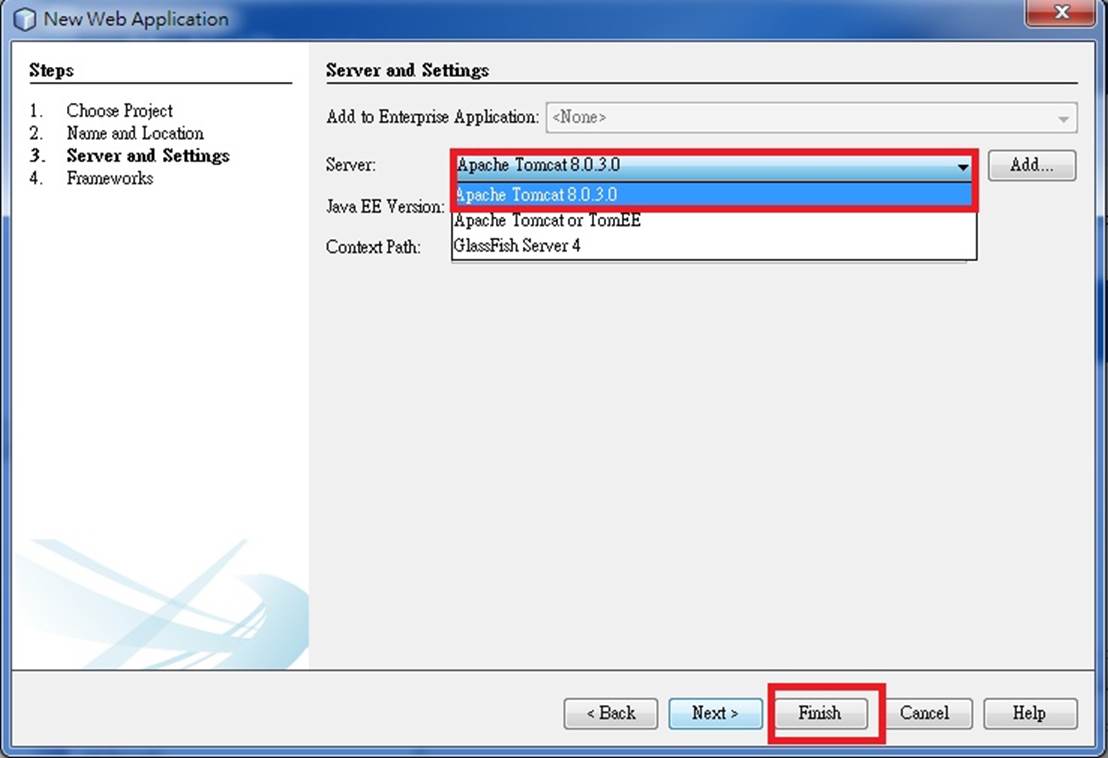 New Web Application
Steps
1. Choose Project
2. Name and Location
3. Server and Settings
4. Frameworks
Server and Settings
Add to Enterprise Application: <None>
Server: Apache Tomcat 8.0.3.0 Add...
Apache Tomcat 8.0.3.0
Java EE Version:
Apache Tomcat or TomEE
Context Path:
GlassFish Server 4
< Back Next > Finish Cancel Help